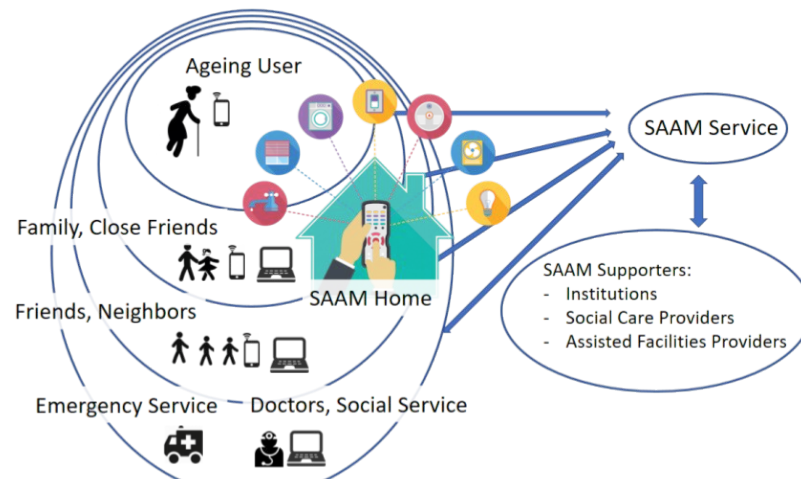 Ageing User
SAAM Service
Family, Close Friends
SAAM Home
SAAM Supporters:
- Institutions
- Social Care Providers
- Assisted Facilities Providers
Friends, Neighbors
Emergency Service
Doctors, Social Service